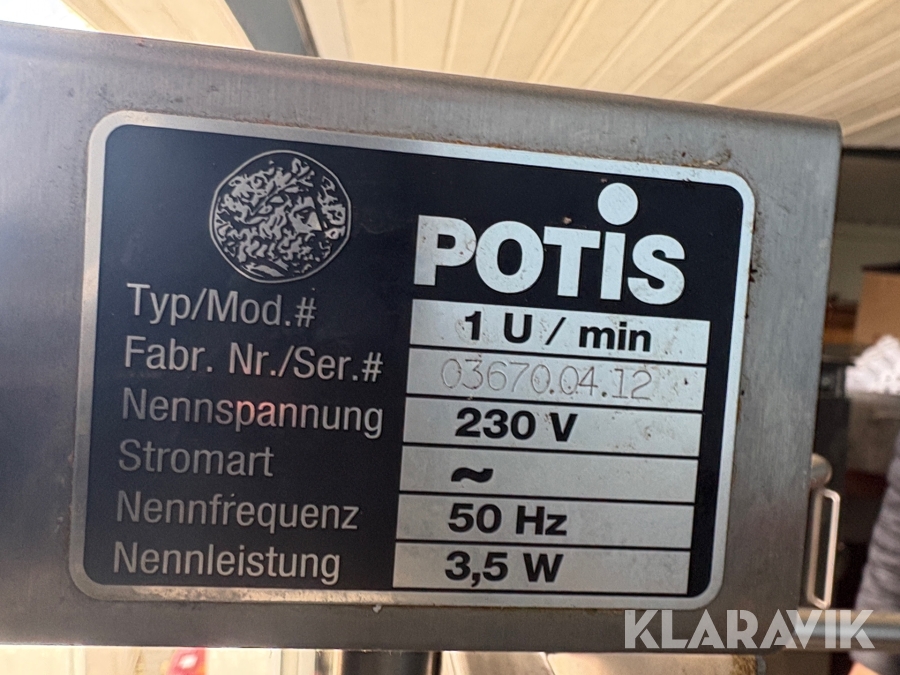 POTIS
Typ/Mod.# 1 U / min
Fabr. Nr./Ser.# 03670.04.12
Nennspannung 230 V
Stromart ~
Nennfrequenz 50 Hz
Nennleistung 3,5 W
KLARAVIK